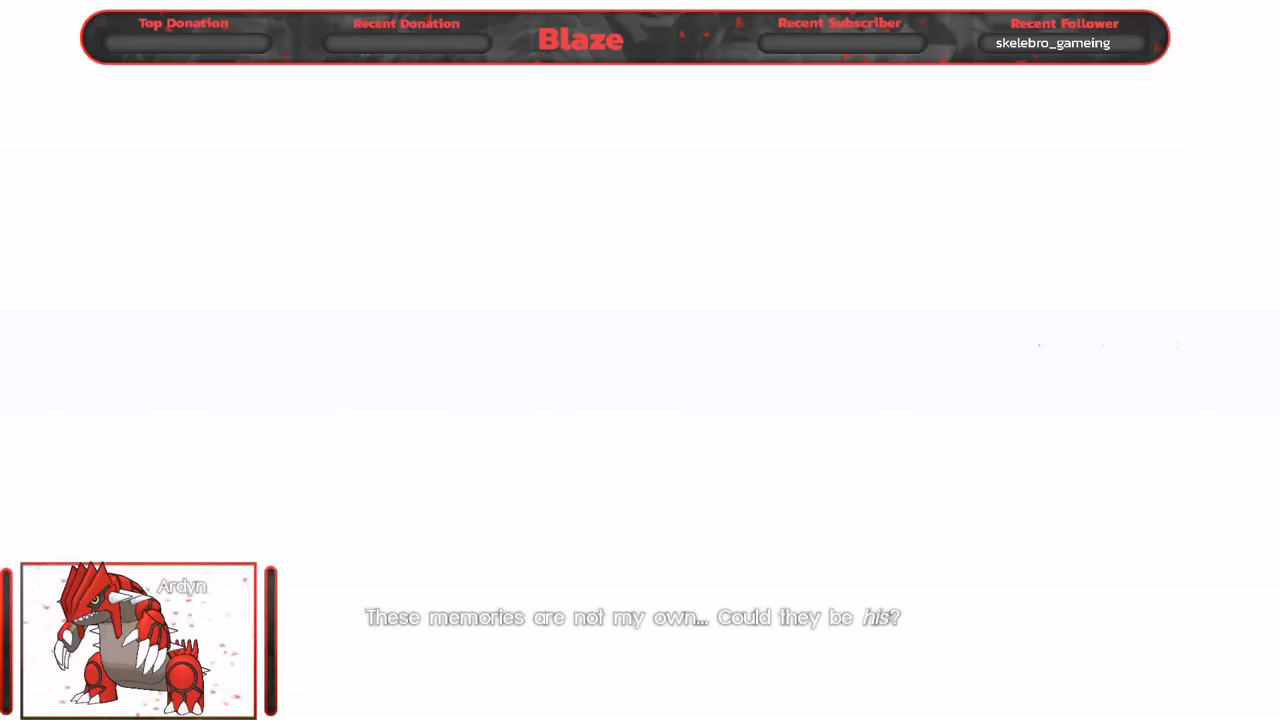 Top Donation
Recent Donation
Blaze
Recent Subscriber
Recent Follower
skelebro_gameing
Ardyn
These memories are not my own... Could they be his?